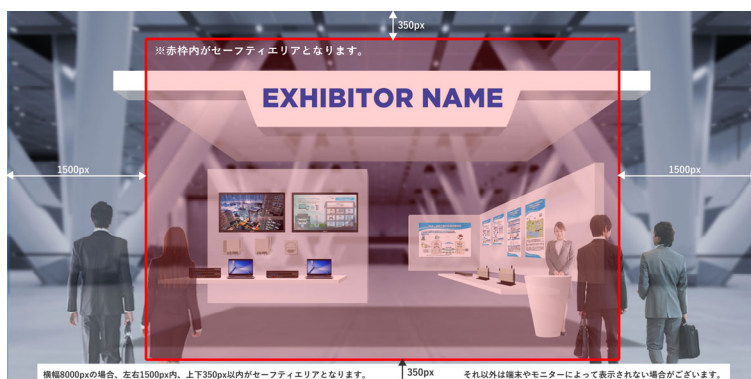 350px
※赤枠内がセーフティエリアとなります。
EXHIBITOR NAME
1500px
1500px
横幅8000pxの場合、左右1500px内、上下350px以内がセーフティエリアとなります。
350px
それ以外は端末やモニターによって表示されない場合がございます。